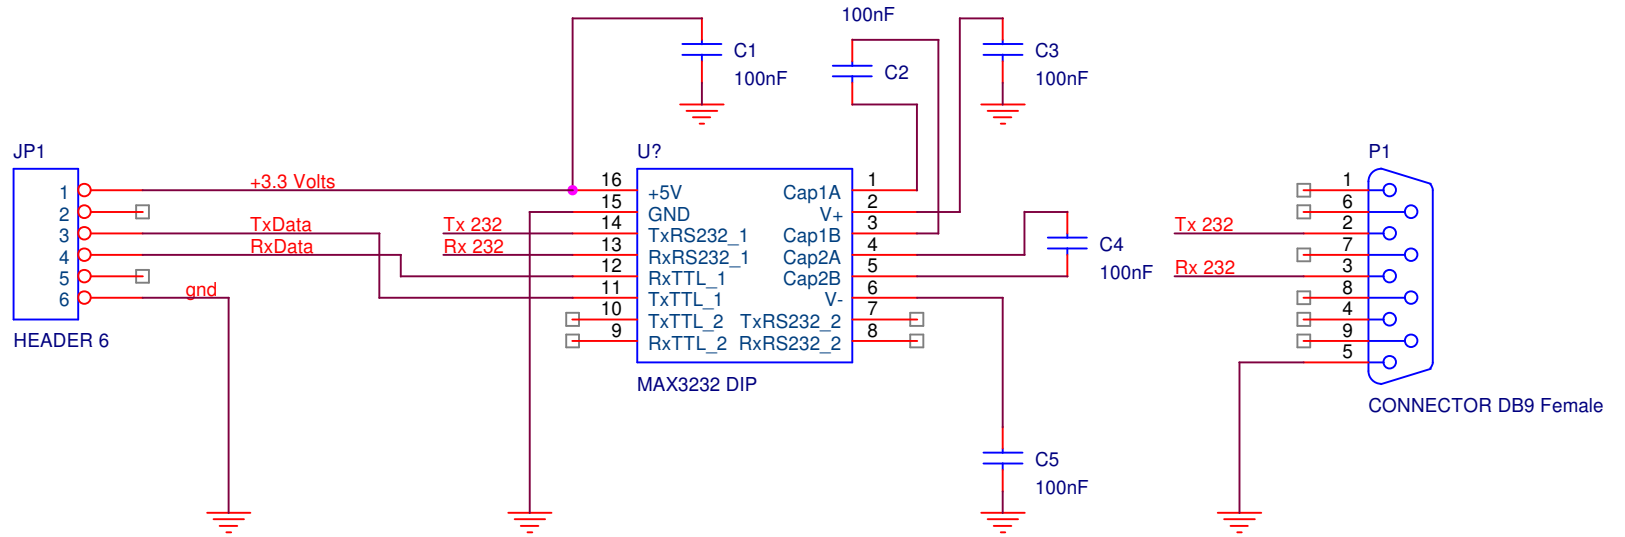 100nF
C1
100nF
C2
C3
100nF
JP1
U?
P1
1
2
3
4
5
6
+3.3 Volts
TxData
RxData
gnd
HEADER 6
Tx 232
Rx 232
16
15
14
13
12
11
10
9
+5V
GND
TxRS232_1
RxRS232_1
RxTTL_1
TxTTL_1
TxTTL_2
RxTTL_2
Cap1A
V+
Cap1B
Cap2A
Cap2B
V-
TxRS232_2
RxRS232_2
1
2
3
4
5
6
7
8
MAX3232 DIP
C4
100nF
C5
100nF
Tx 232
Rx 232
1
6
2
7
3
8
4
9
5
CONNECTOR DB9 Female